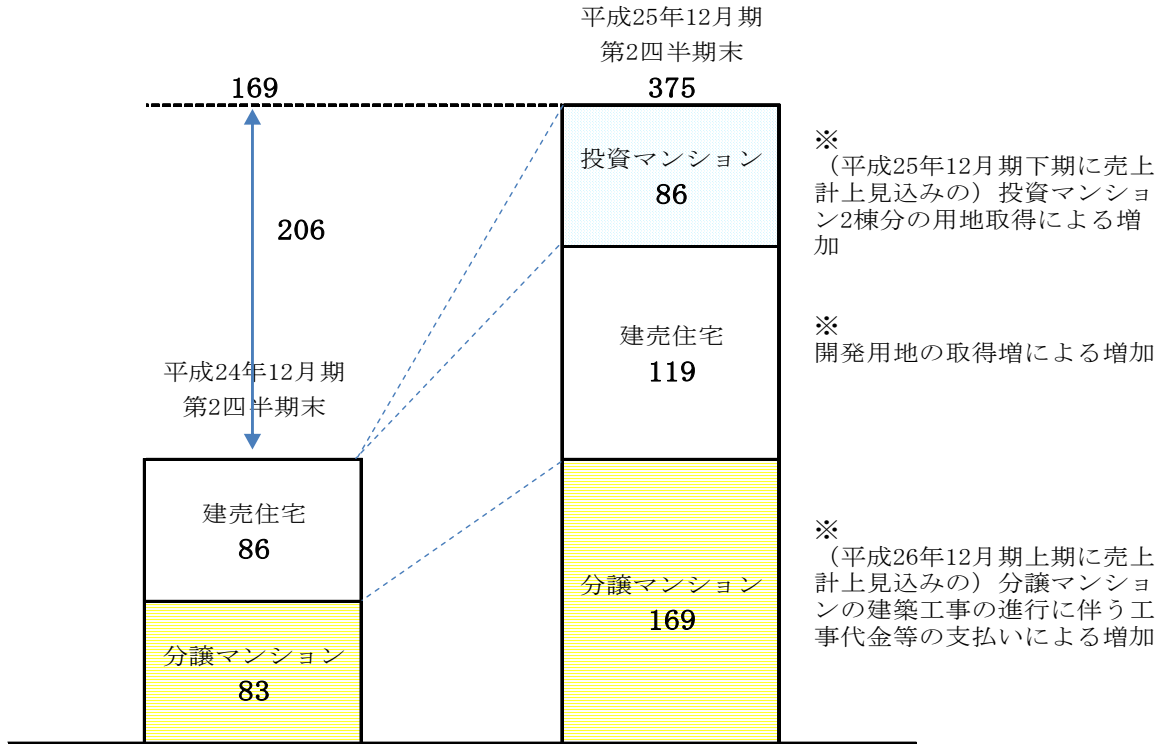 平成25年12月期
第2四半期末
169
375
投資マンション
86
206
※
（平成25年12月期下期に売上
計上見込みの）投資マンショ
ン2棟分の用地取得による増
加
建売住宅
119
※
開発用地の取得増による増加
平成24年12月期
第2四半期末
建売住宅
86
分譲マンション
83
分譲マンション
169
※
（平成26年12月期上期に売上
計上見込みの）分譲マンショ
ンの建築工事の進行に伴う工
事代金等の支払いによる増加